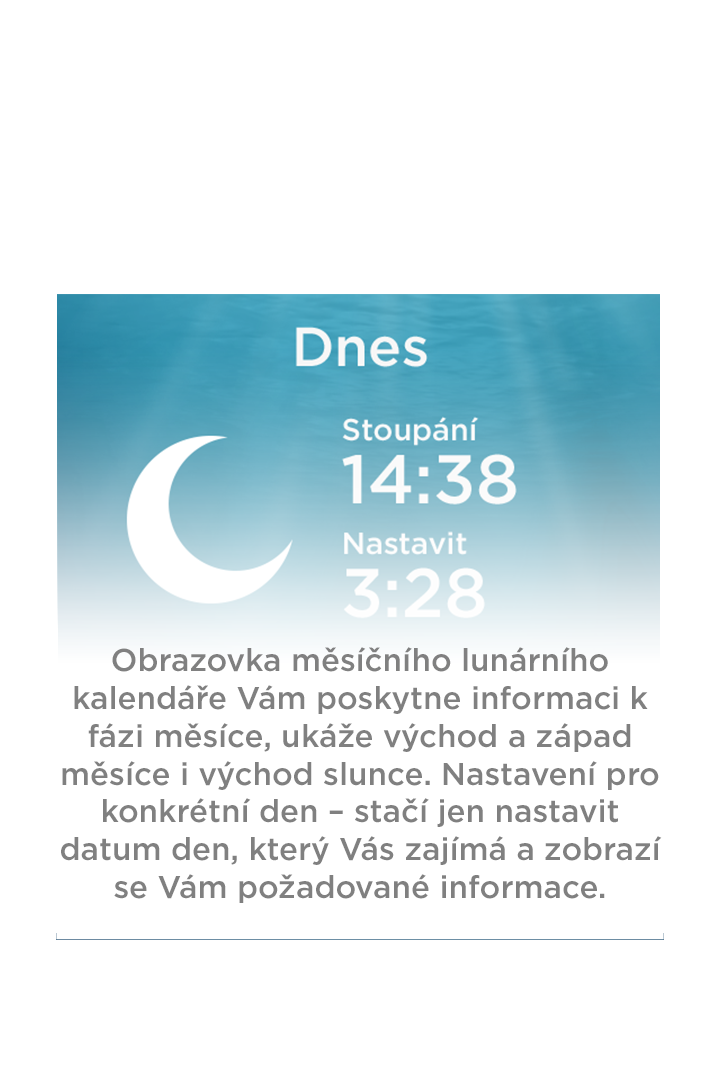 Dnes
Stoupání
14:38
Nastavit
3:28
Obrazovka měsíčního lunárního
kalendáře Vám poskytne informaci k
fázi měsíce, ukáže východ a západ
měsíce i východ slunce. Nastavení pro
konkrétní den – stačí jen nastavit
datum den, který Vás zajímá a zobrazí
se Vám požadované informace.